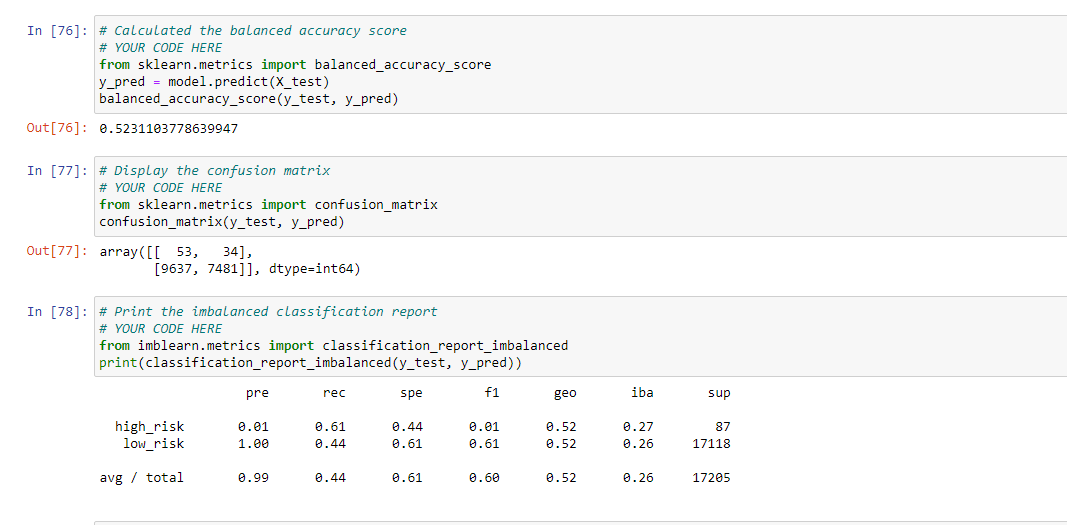 In [76]: # Calculated the balanced accuracy score
# YOUR CODE HERE
from sklearn.metrics import balanced_accuracy_score
y_pred = model.predict(X_test)
balanced_accuracy_score(y_test, y_pred)
Out[76]: 0.5231103778639947
In [77]: # Display the confusion matrix
# YOUR CODE HERE
from sklearn.metrics import confusion_matrix
confusion_matrix(y_test, y_pred)
Out[77]: array([[  53,   34],
       [9637, 7481]], dtype=int64)
In [78]: # Print the imbalanced classification report
# YOUR CODE HERE
from imblearn.metrics import classification_report_imbalanced
print(classification_report_imbalanced(y_test, y_pred))
pre rec spe f1 geo iba sup
high_risk 0.01 0.61 0.44 0.01 0.52 0.27 87
low_risk 1.00 0.44 0.61 0.61 0.52 0.26 17118
avg / total 0.99 0.44 0.61 0.60 0.52 0.26 17205